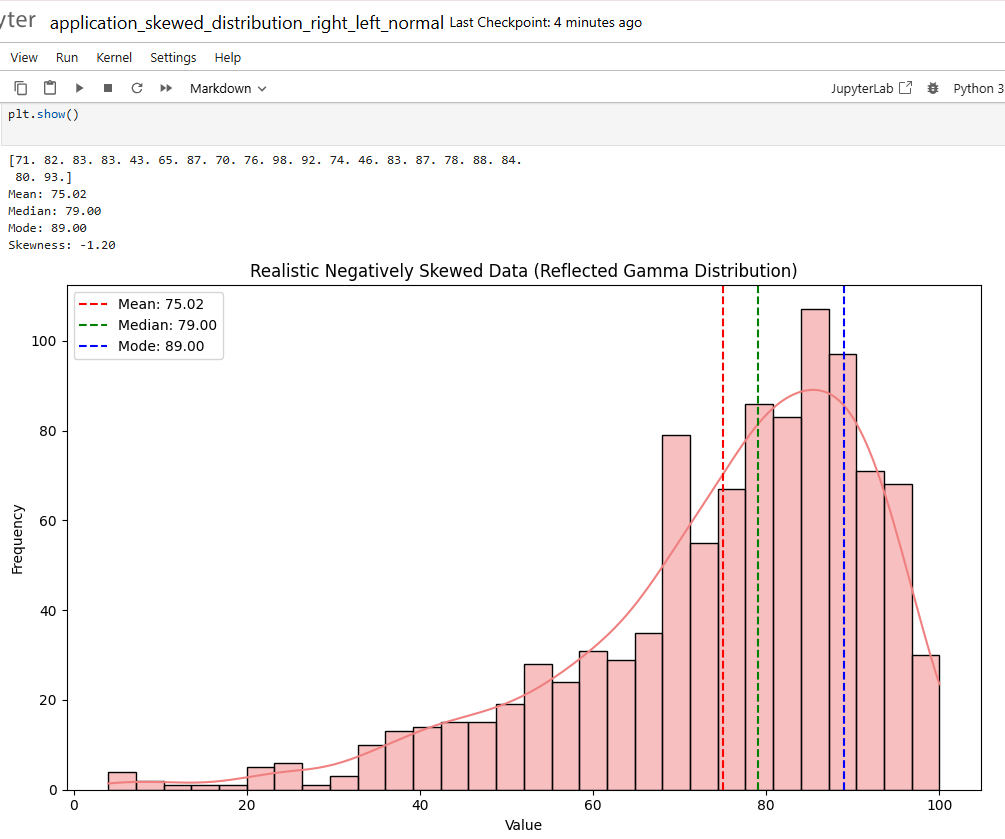 yter application_skewed_distribution_right_left_normal Last Checkpoint: 4 minutes ago
View Run Kernel Settings Help
Markdown JupyterLab Python 3
plt.show()
[71. 82. 83. 83. 43. 65. 87. 70. 76. 98. 92. 74. 46. 83. 87. 78. 88. 84.
80. 93.]
Mean: 75.02
Median: 79.00
Mode: 89.00
Skewness: -1.20
Realistic Negatively Skewed Data (Reflected Gamma Distribution)
Mean: 75.02
Median: 79.00
Mode: 89.00
100
80
60
40
20
0
Frequency
0 20 40 60 80 100
Value